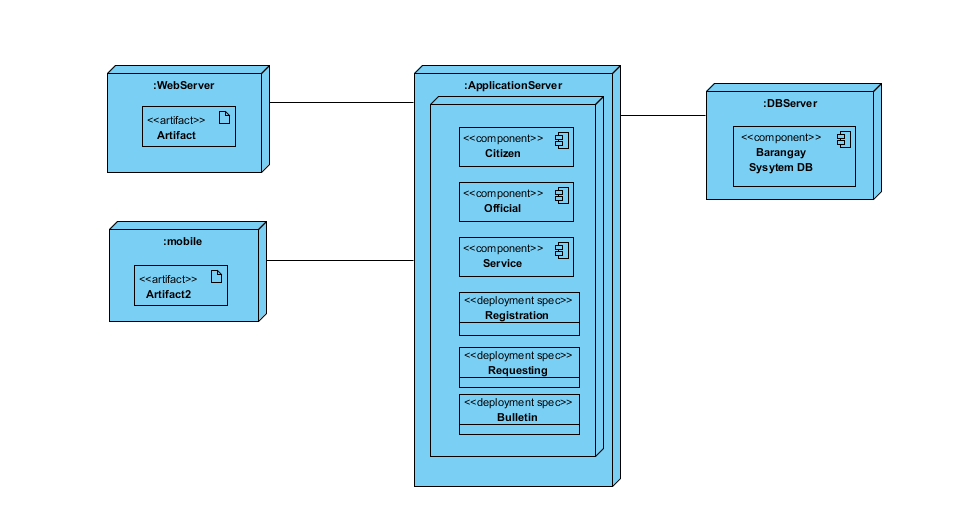 :WebServer
<<artifact>>
Artifact
:mobile
<<artifact>>
Artifact2
:ApplicationServer
<<component>>
Citizen
<<component>>
Official
<<component>>
Service
<<deployment spec>>
Registration
<<deployment spec>>
Requesting
<<deployment spec>>
Bulletin
:DBServer
<<component>>
Barangay
Sysytem DB